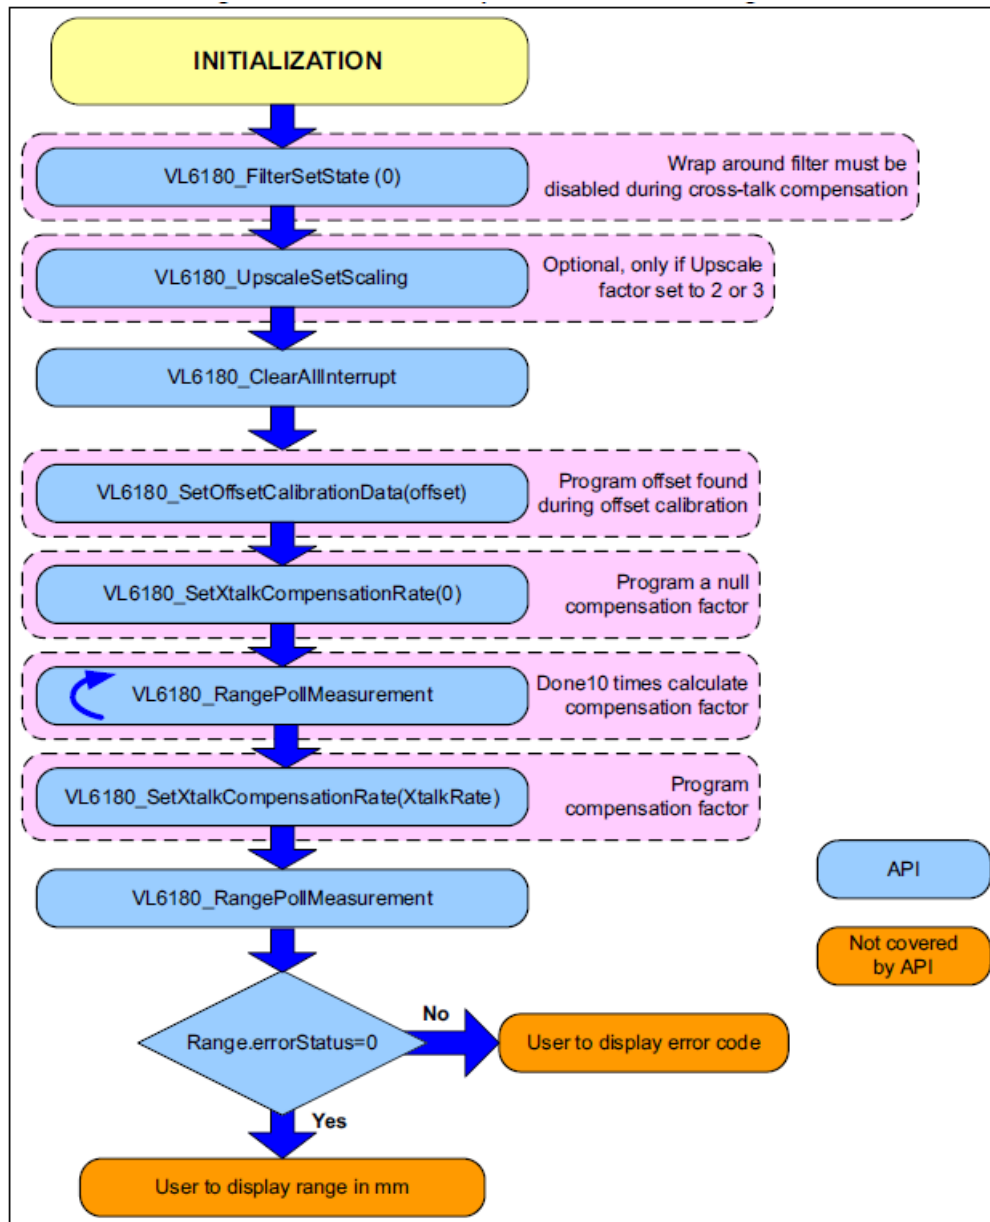 INITIALIZATION
VL6180_FilterSetState (0)
Wrap around filter must be
disabled during cross-talk compensation
VL6180_UpscaleSetScaling
Optional, only if Upscale
factor set to 2 or 3
VL6180_ClearAllInterrupt
VL6180_SetOffsetCalibrationData(offset)
Program offset found
during offset calibration
VL6180_SetXtalkCompensationRate(0)
Program a null
compensation factor
VL6180_RangePollMeasurement
Done10 times calculate
compensation factor
VL6180_SetXtalkCompensationRate(XtalkRate)
Program
compensation factor
VL6180_RangePollMeasurement
API
Not covered
by API
Range.errorStatus=0
No
User to display error code
Yes
User to display range in mm